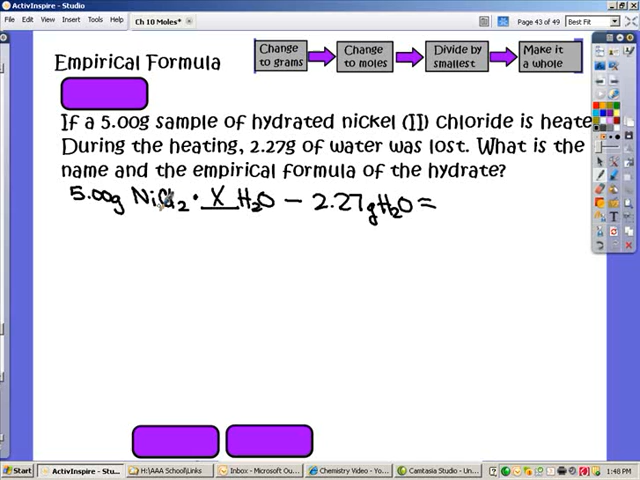 ActivInspire - Studio
File Edit View Insert Tools Help
Ch 10 Moles*
Page 43 of 49
Best Fit
Empirical Formula
Change to grams
Change to moles
Divide by smallest
Make it a whole
If a 5.00g sample of hydrated nickel (II) chloride is heate
During the heating, 2.27g of water was lost. What is the
name and the empirical formula of the hydrate?
5.00g NiCl₂ · X H₂O − 2.27g H₂O =
Start
ActivInspire - Studio
H:\AAA School\Links
Inbox - Microsoft Ou...
Chemistry Video - Yo...
Camtasia Studio - Un...
1:48 PM